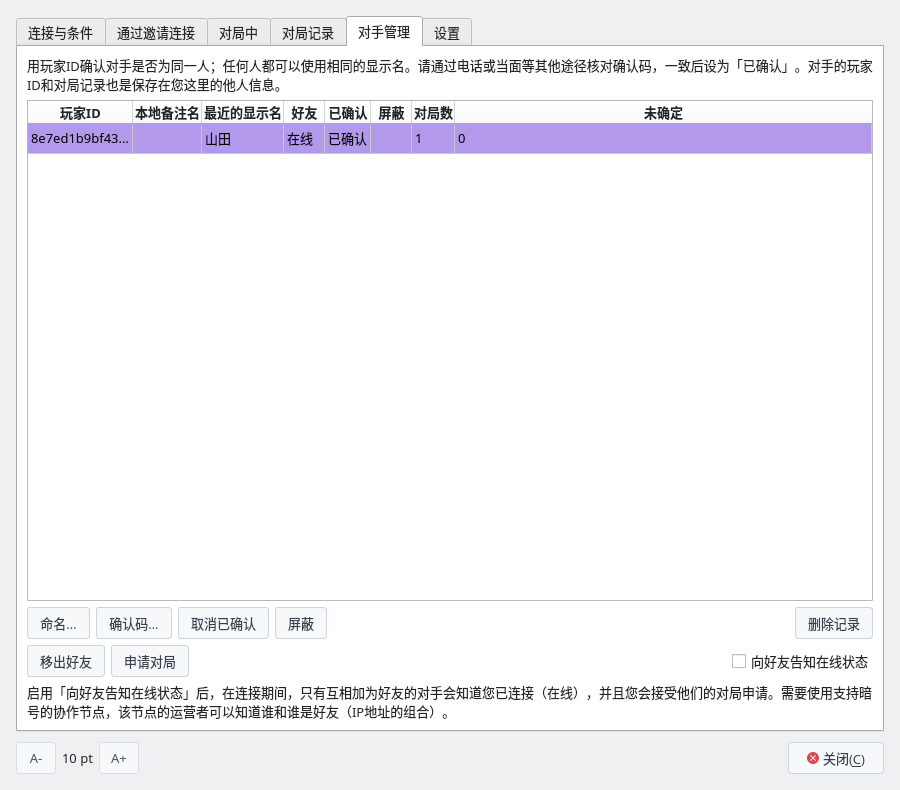 连接与条件 通过邀请连接 对局中 对局记录 对手管理 设置
用玩家ID确认对手是否为同一人；任何人都可以使用相同的显示名。请通过电话或当面等其他途径核对确认码，一致后设为「已确认」。对手的玩家
ID和对局记录也是保存在您这里的他人信息。
玩家ID 本地备注名 最近的显示名 好友 已确认 屏蔽 对局数 未确定
8e7ed1b9bf43... 山田 在线 已确认 1 0
命名... 确认码... 取消已确认 屏蔽 删除记录
移出好友 申请对局 向好友告知在线状态
启用「向好友告知在线状态」后，在连接期间，只有互相加为好友的对手会知道您已连接（在线），并且您会接受他们的对局申请。需要使用支持暗
号的协作节点，该节点的运营者可以知道谁和谁是好友（IP地址的组合）。
A- 10 pt A+ 关闭(C)